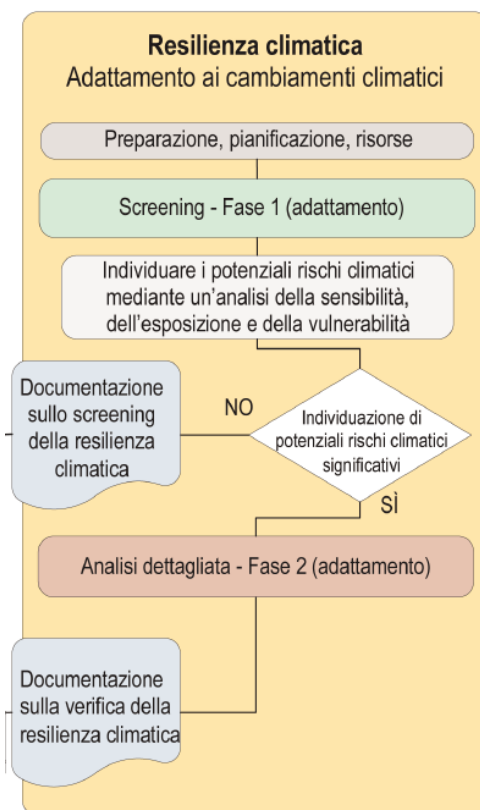 Resilienza climatica
Adattamento ai cambiamenti climatici
Preparazione, pianificazione, risorse
Screening - Fase 1 (adattamento)
Individuare i potenziali rischi climatici
mediante un'analisi della sensibilità,
dell'esposizione e della vulnerabilità
Documentazione
sullo screening
della resilienza
climatica
NO
Individuazione di
potenziali rischi climatici
significativi
SÌ
Analisi dettagliata - Fase 2 (adattamento)
Documentazione
sulla verifica della
resilienza climatica